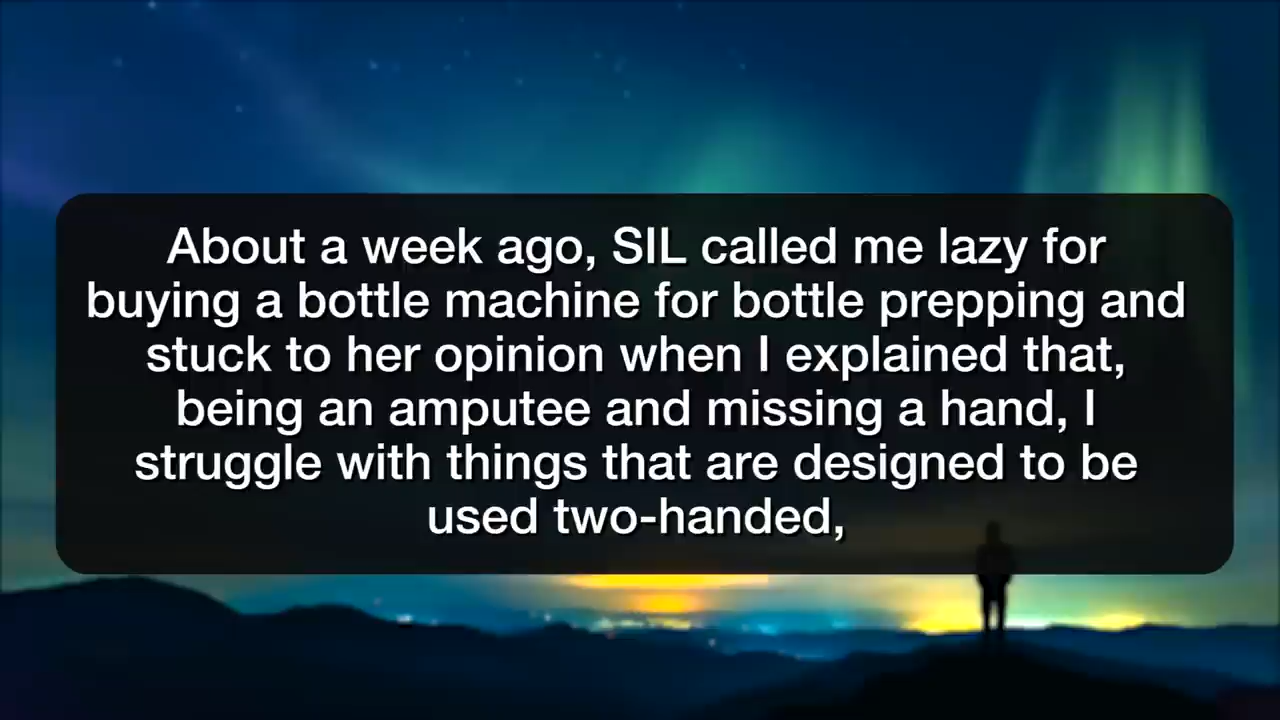 About a week ago, SIL called me lazy for
buying a bottle machine for bottle prepping and
stuck to her opinion when I explained that,
being an amputee and missing a hand, I
struggle with things that are designed to be
used two-handed,